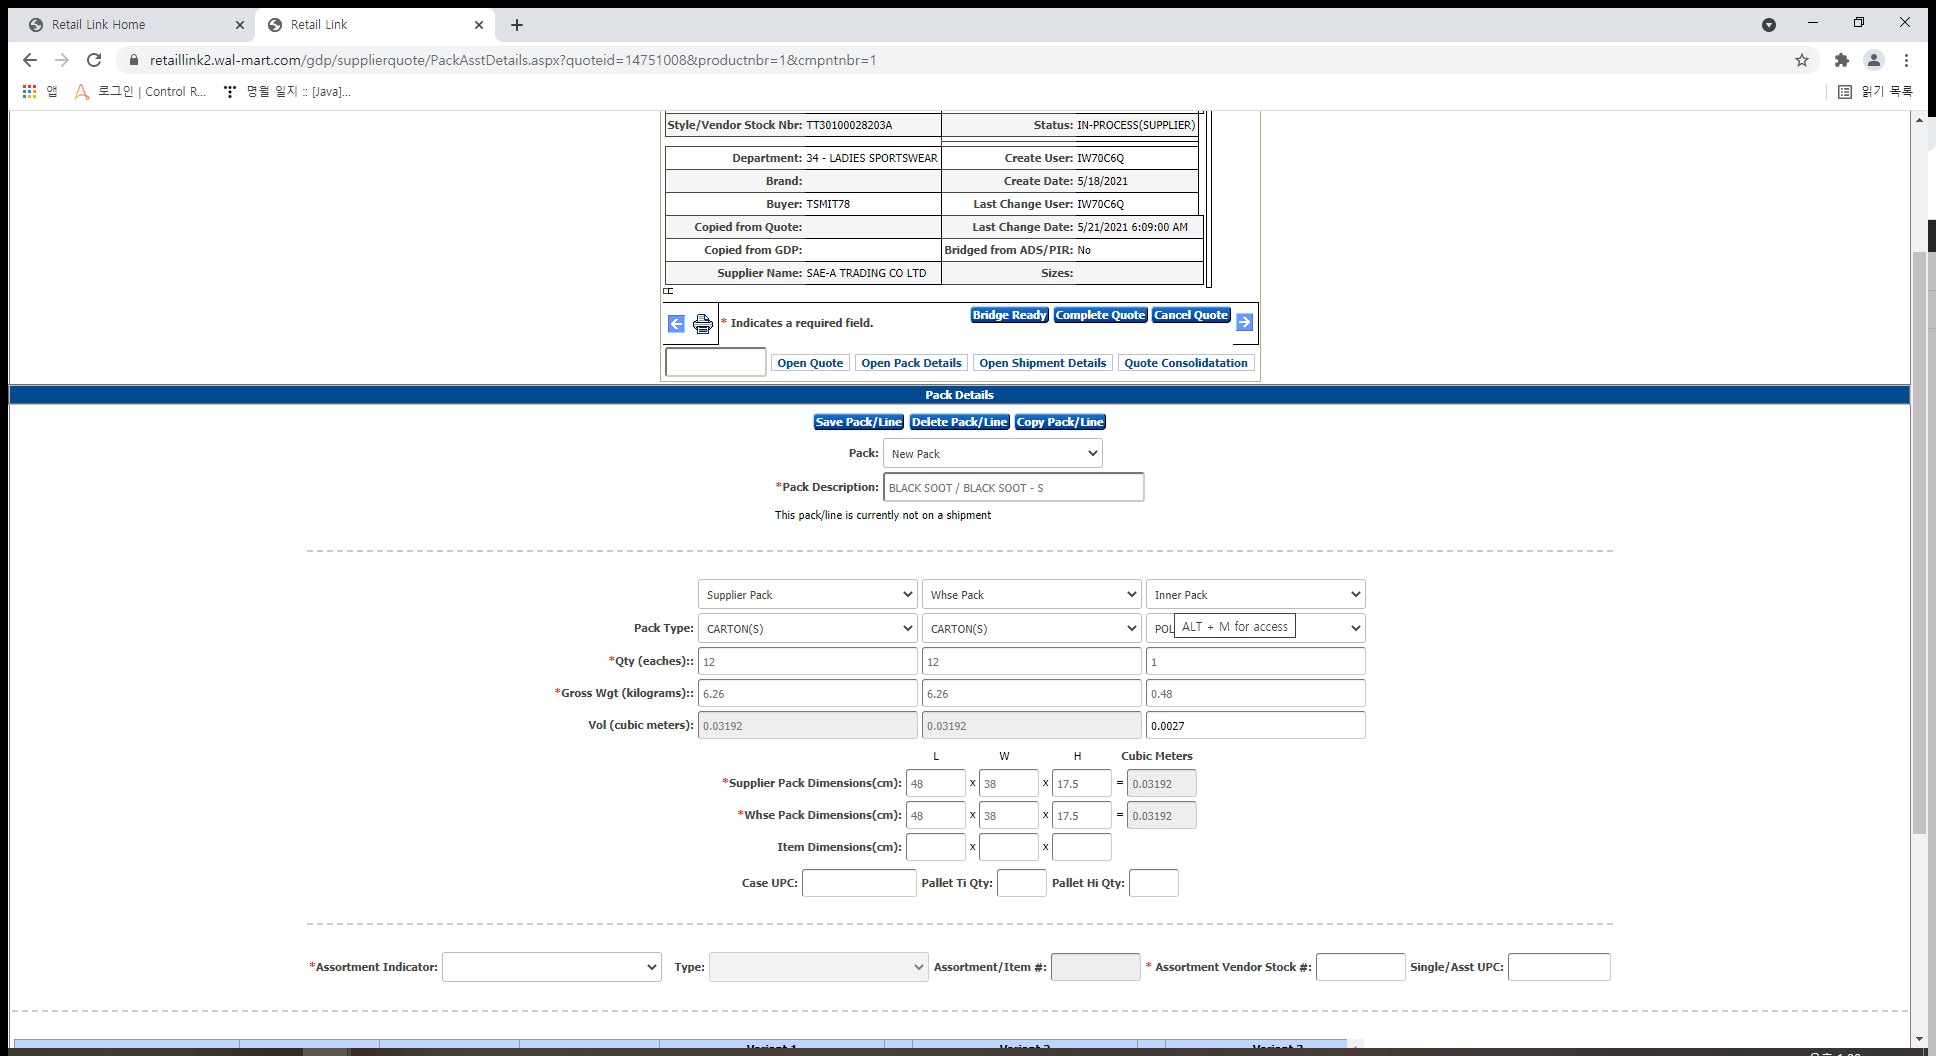 Retail Link Home
Retail Link
retaillink2.wal-mart.com/gdp/supplierquote/PackAsstDetails.aspx?quoteid=14751008&productnbr=1&cmpntnbr=1
앱 로그인 | Control R... 명월 일지 :: [Java]... 읽기 목록
Style/Vendor Stock Nbr: TT30100028203A Status: IN-PROCESS(SUPPLIER)
Department: 34 - LADIES SPORTSWEAR Create User: IW70C6Q
Brand: Create Date: 5/18/2021
Buyer: TSMIT78 Last Change User: IW70C6Q
Copied from Quote: Last Change Date: 5/21/2021 6:09:00 AM
Copied from GDP: Bridged from ADS/PIR: No
Supplier Name: SAE-A TRADING CO LTD Sizes:
* Indicates a required field. Bridge Ready Complete Quote Cancel Quote
Open Quote Open Pack Details Open Shipment Details Quote Consolidatation
Pack Details
Save Pack/Line Delete Pack/Line Copy Pack/Line
Pack: New Pack
*Pack Description: BLACK SOOT / BLACK SOOT - S
This pack/line is currently not on a shipment
Supplier Pack Whse Pack Inner Pack
Pack Type: CARTON(S) CARTON(S) POL
ALT + M for access
*Qty (eaches):: 12 12 1
*Gross Wgt (kilograms):: 6.26 6.26 0.48
Vol (cubic meters): 0.03192 0.03192 0.0027
L W H Cubic Meters
*Supplier Pack Dimensions(cm): 48 x 38 x 17.5 = 0.03192
*Whse Pack Dimensions(cm): 48 x 38 x 17.5 = 0.03192
Item Dimensions(cm): x x
Case UPC: Pallet Ti Qty: Pallet Hi Qty:
*Assortment Indicator: Type: Assortment/Item #: * Assortment Vendor Stock #: Single/Asst UPC:
Variant 1 Variant 2 Variant 3